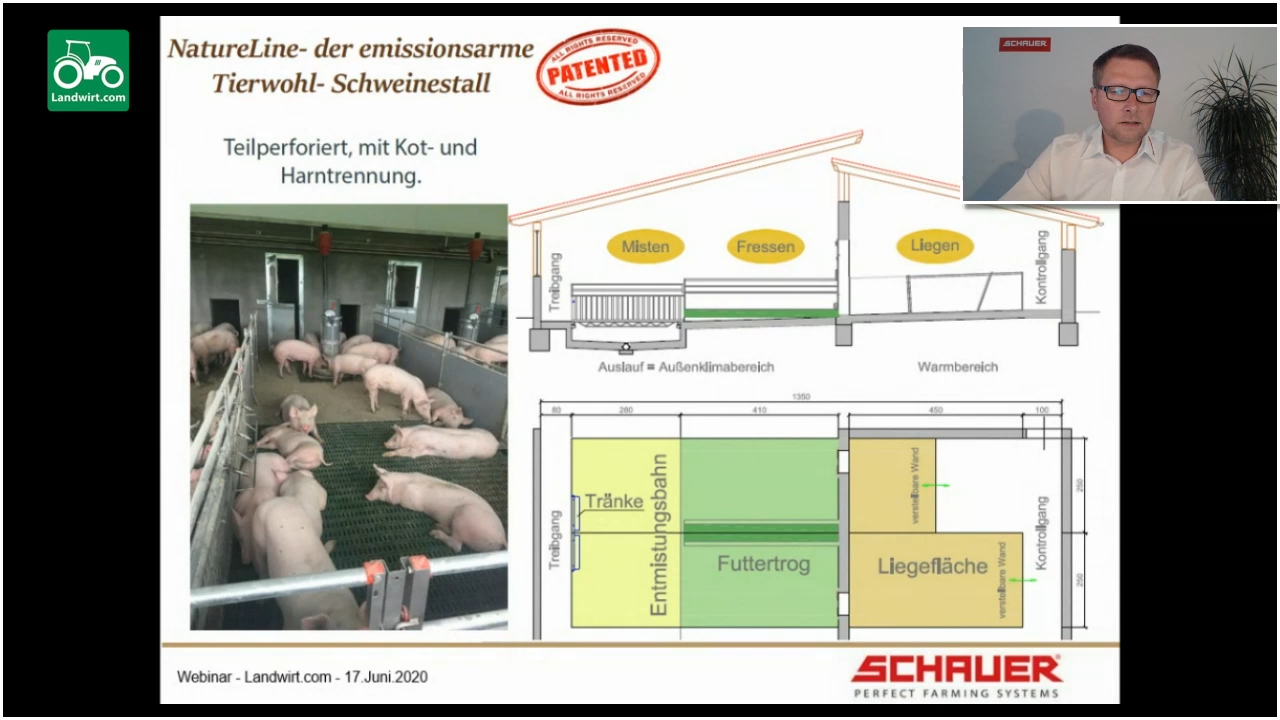 Landwirt.com
NatureLine- der emissionsarme
Tierwohl- Schweinestall
ALL RIGHTS RESERVED
PATENTED
ALL RIGHTS RESERVED
SCHAUER
Teilperforiert, mit Kot- und
Harntrennung.
Misten
Fressen
Liegen
Treibgang
Kontrollgang
Auslauf = Außenklimabereich
Warmbereich
1350
80
280
410
450
100
Treibgang
Tränke
Entmistungsbahn
Futtertrog
verstellbare Wand
Liegefläche
verstellbare Wand
Kontrollgang
250
250
Webinar - Landwirt.com - 17.Juni.2020
SCHAUER
PERFECT FARMING SYSTEMS